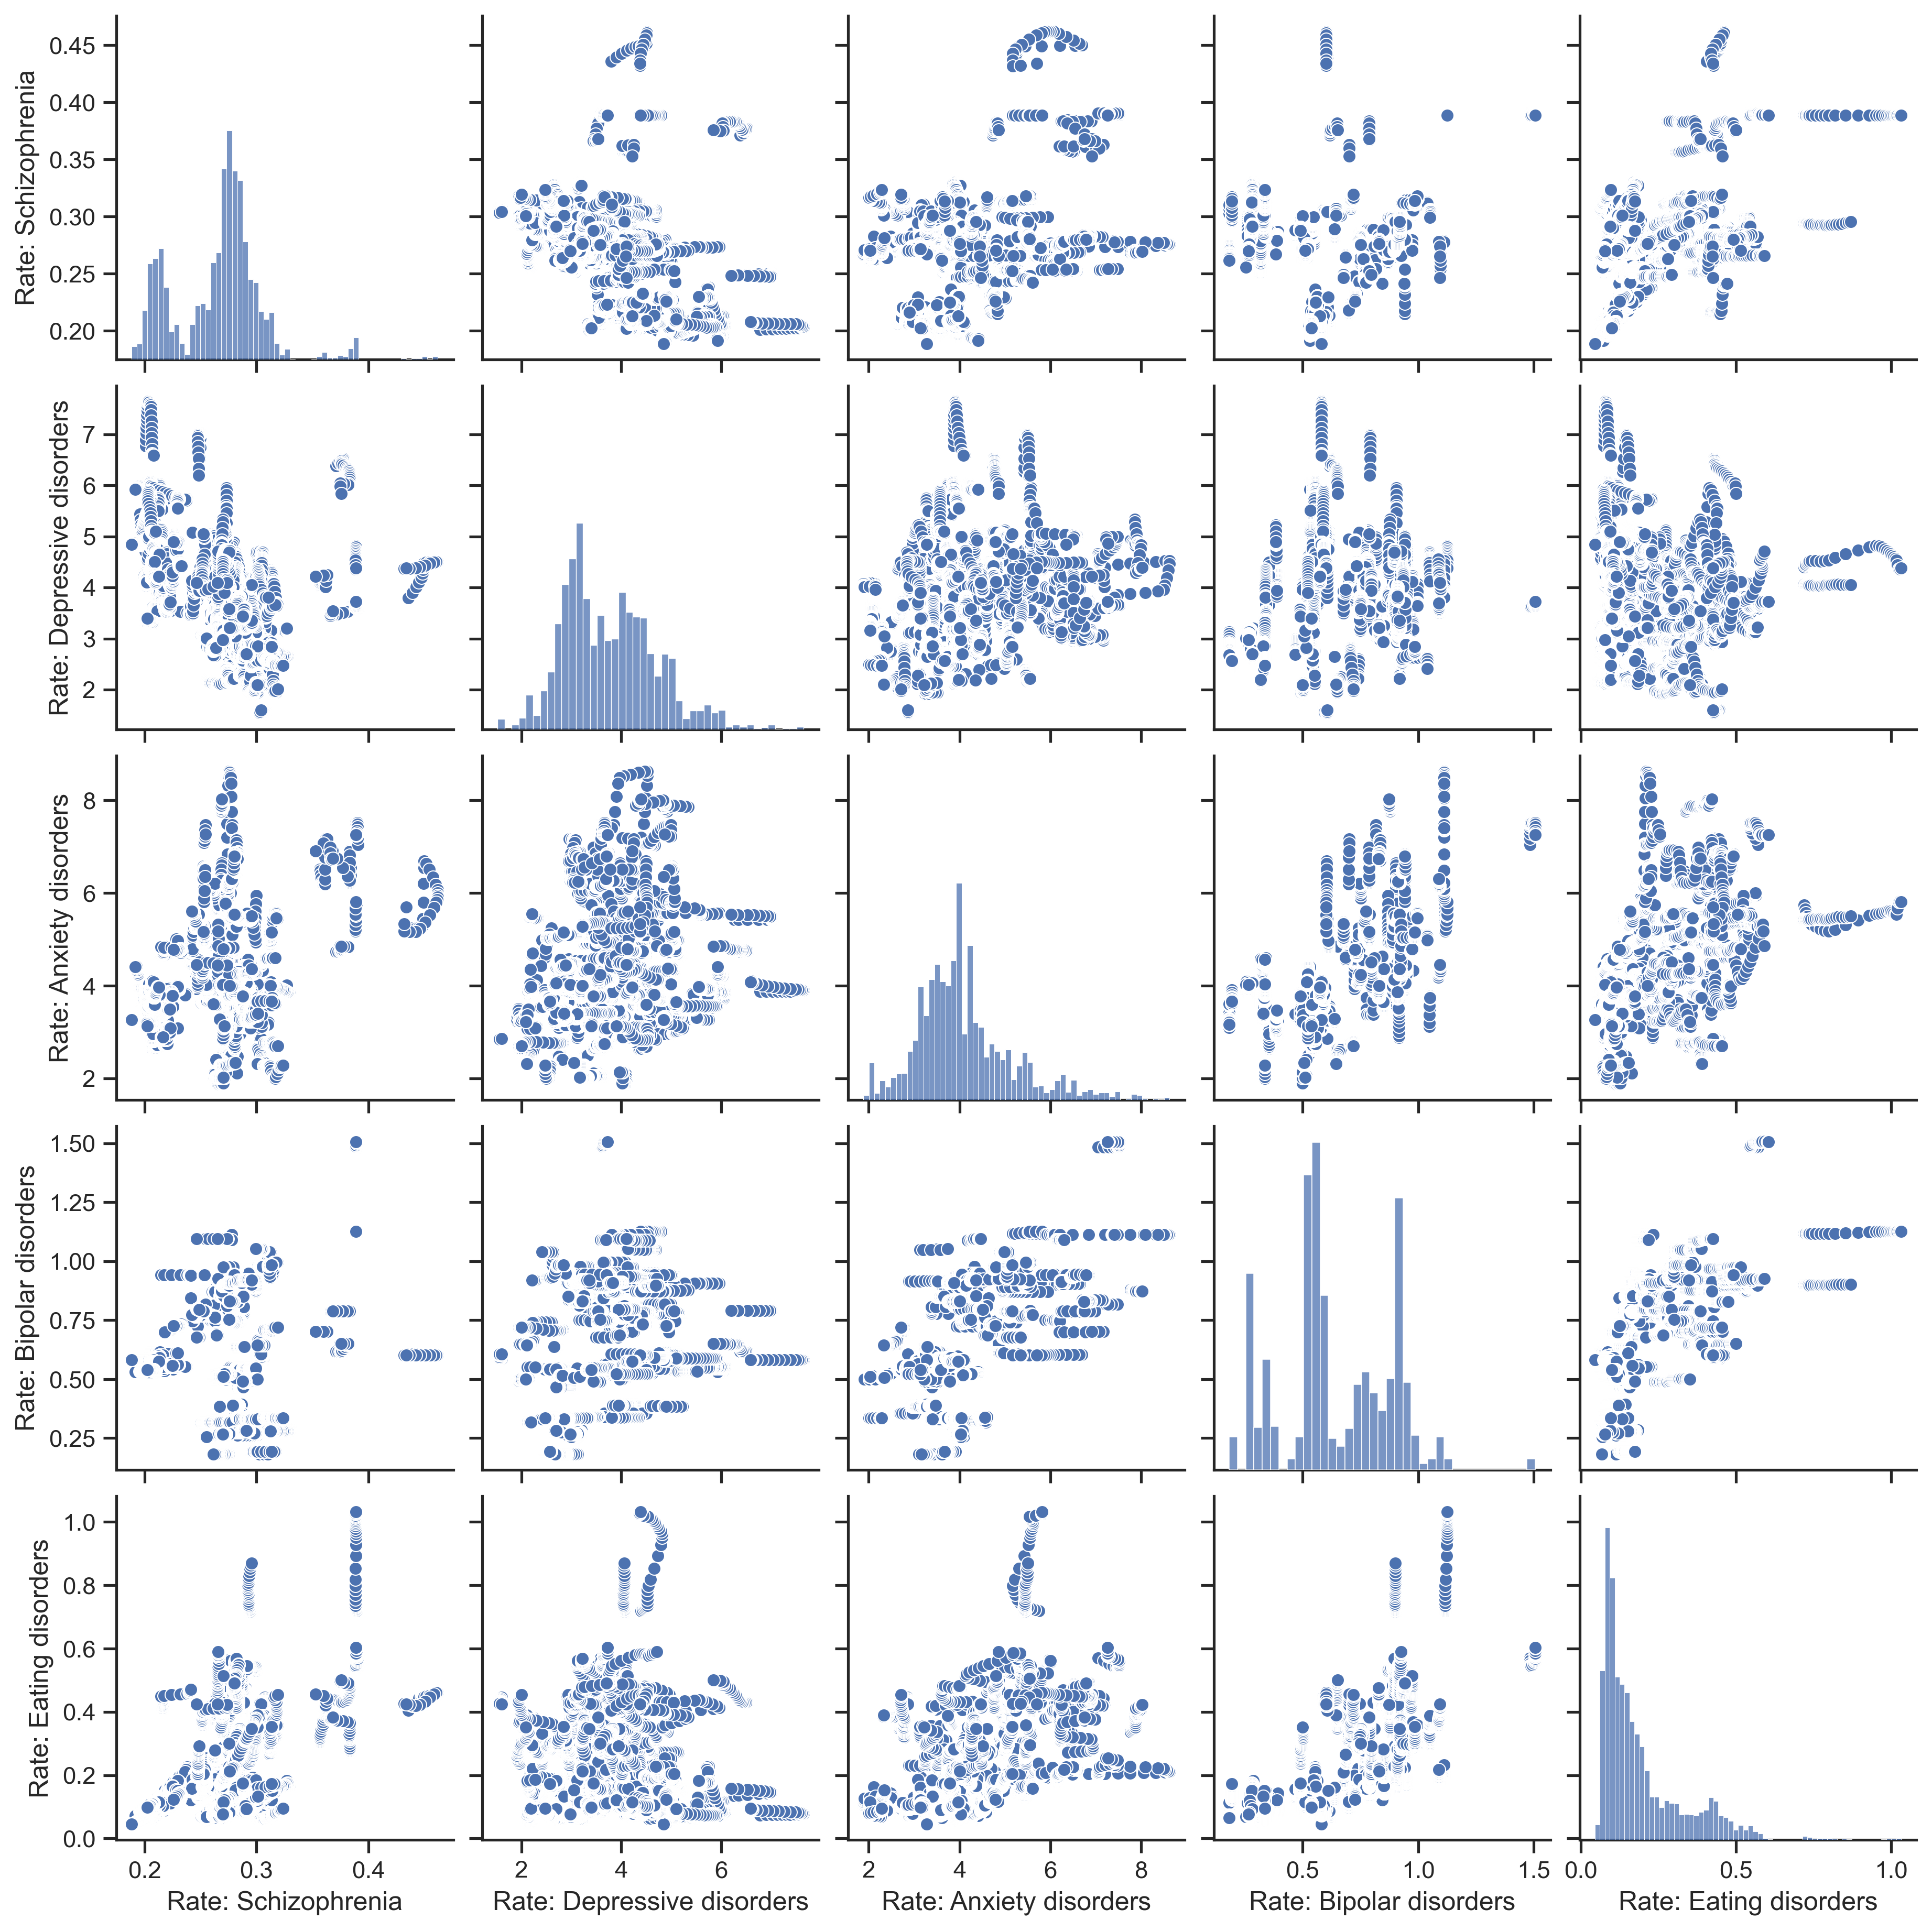 Rate: Schizophrenia
0.45
0.40
0.35
0.30
0.25
0.20
Rate: Depressive disorders
7
6
5
4
3
2
Rate: Anxiety disorders
8
6
4
2
Rate: Bipolar disorders
1.50
1.25
1.00
0.75
0.50
0.25
Rate: Eating disorders
1.0
0.8
0.6
0.4
0.2
0.0
0.2 0.3 0.4
2 4 6
2 4 6 8
0.5 1.0 1.5
0.0 0.5 1.0
Rate: Schizophrenia
Rate: Depressive disorders
Rate: Anxiety disorders
Rate: Bipolar disorders
Rate: Eating disorders